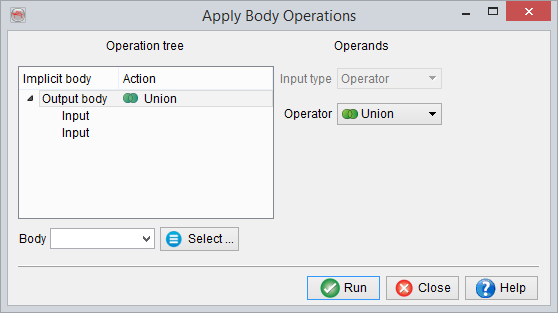 Apply Body Operations
Operation tree
Operands
Implicit body Action
Output body Union
Input
Input
Input type Operator
Operator Union
Body Select ...
Run Close Help